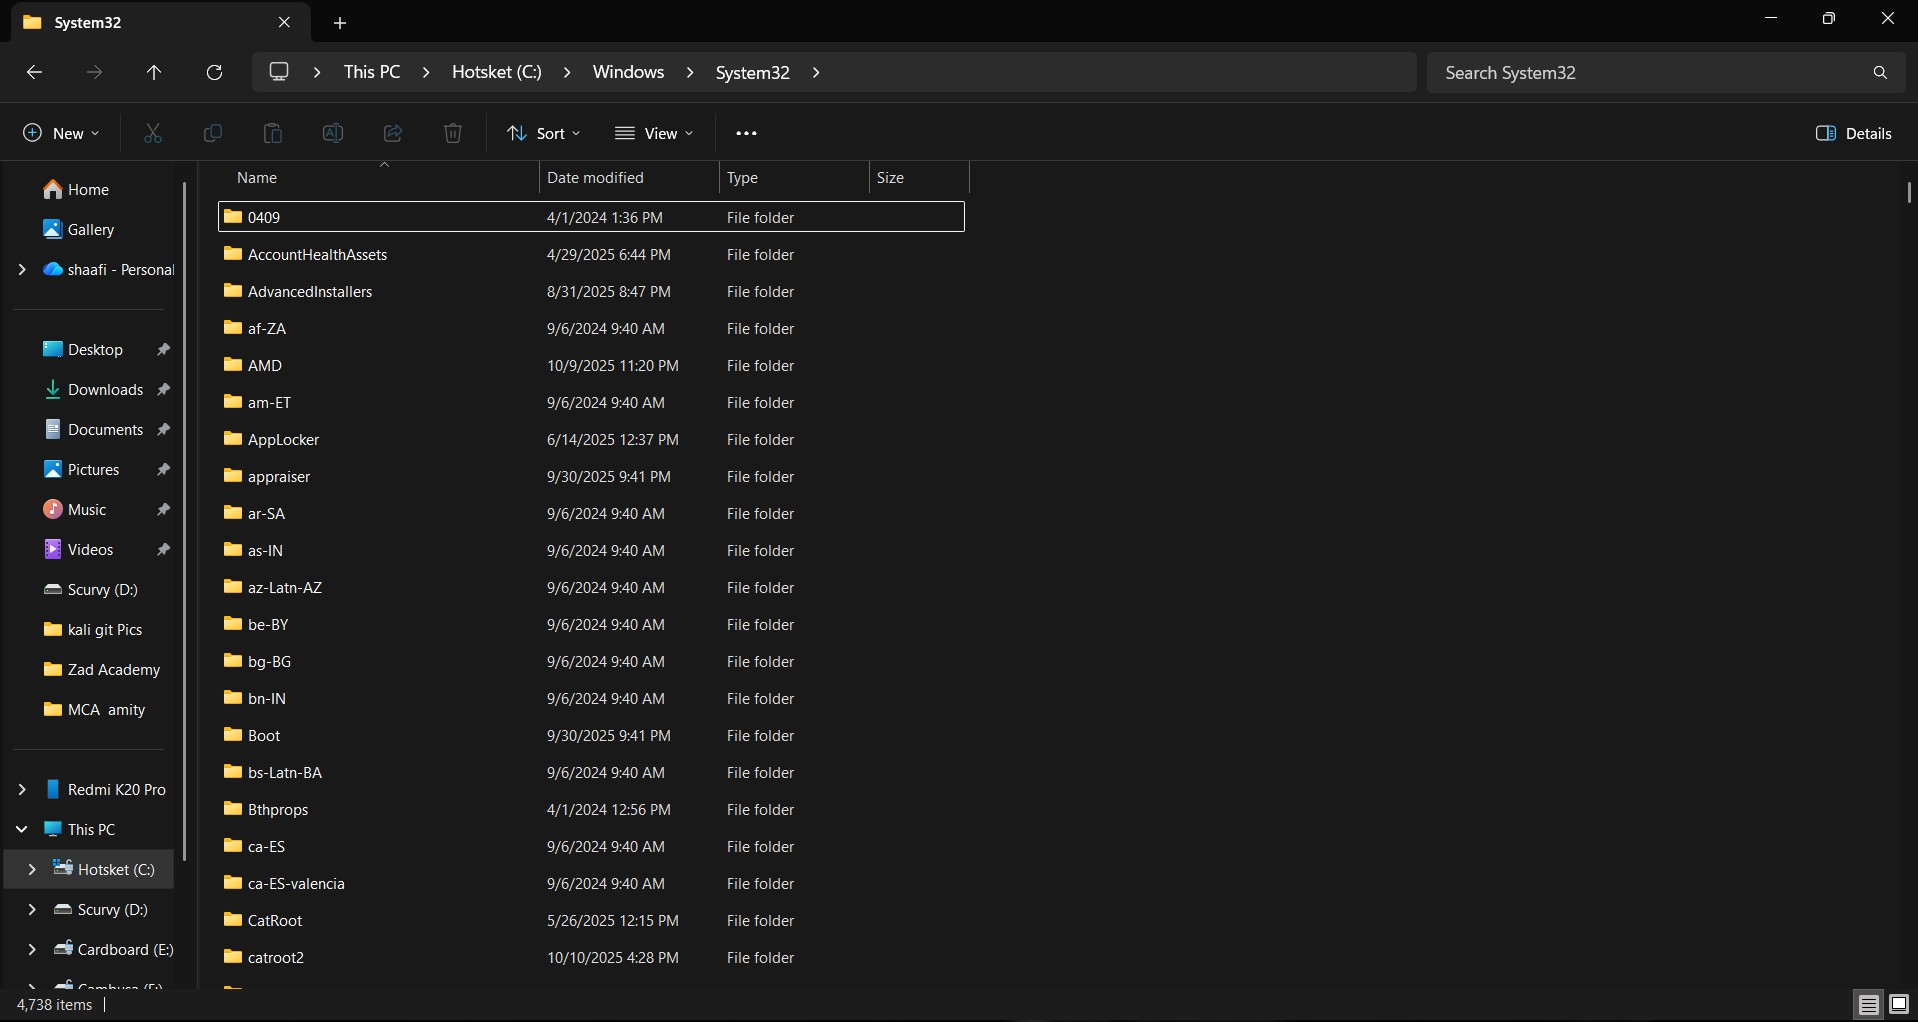 System32
This PC > Hotsket (C:) > Windows > System32 >
Search System32
New
Sort
View
Details
Home
Gallery
shaafi - Personal
Desktop
Downloads
Documents
Pictures
Music
Videos
Scurvy (D:)
kali git Pics
Zad Academy
MCA amity
Redmi K20 Pro
This PC
Hotsket (C:)
Scurvy (D:)
Cardboard (E:)
Name Date modified Type Size
0409 4/1/2024 1:36 PM File folder
AccountHealthAssets 4/29/2025 6:44 PM File folder
AdvancedInstallers 8/31/2025 8:47 PM File folder
af-ZA 9/6/2024 9:40 AM File folder
AMD 10/9/2025 11:20 PM File folder
am-ET 9/6/2024 9:40 AM File folder
AppLocker 6/14/2025 12:37 PM File folder
appraiser 9/30/2025 9:41 PM File folder
ar-SA 9/6/2024 9:40 AM File folder
as-IN 9/6/2024 9:40 AM File folder
az-Latn-AZ 9/6/2024 9:40 AM File folder
be-BY 9/6/2024 9:40 AM File folder
bg-BG 9/6/2024 9:40 AM File folder
bn-IN 9/6/2024 9:40 AM File folder
Boot 9/30/2025 9:41 PM File folder
bs-Latn-BA 9/6/2024 9:40 AM File folder
Bthprops 4/1/2024 12:56 PM File folder
ca-ES 9/6/2024 9:40 AM File folder
ca-ES-valencia 9/6/2024 9:40 AM File folder
CatRoot 5/26/2025 12:15 PM File folder
catroot2 10/10/2025 4:28 PM File folder
4,738 items